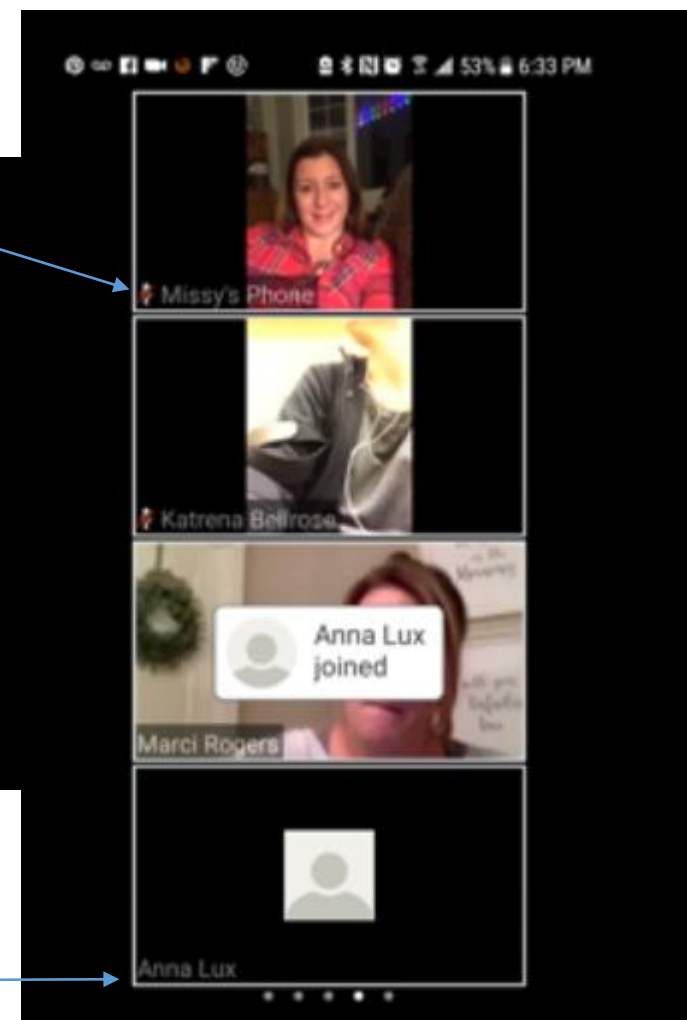 53% 6:33 PM
Missy's Phone
Katrena Bellrose
Anna Lux
joined
Marci Rogers
Anna Lux